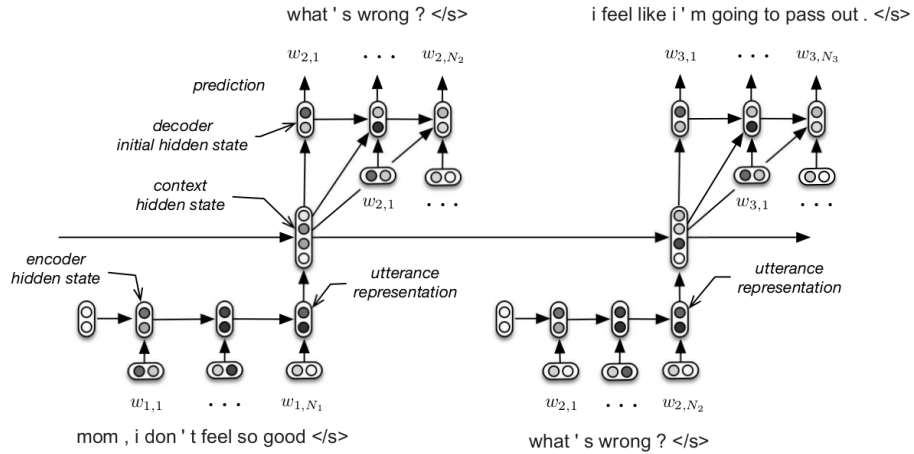 what ' s wrong ? </s>
i feel like i ' m going to pass out . </s>
w2,1 · · · w2,N2
w3,1 · · · w3,N3
prediction
decoder
initial hidden state
context
hidden state
w2,1 · · ·
w3,1 · · ·
encoder
hidden state
utterance
representation
utterance
representation
w1,1 · · · w1,N1
w2,1 · · · w2,N2
mom , i don ' t feel so good </s>
what ' s wrong ? </s>